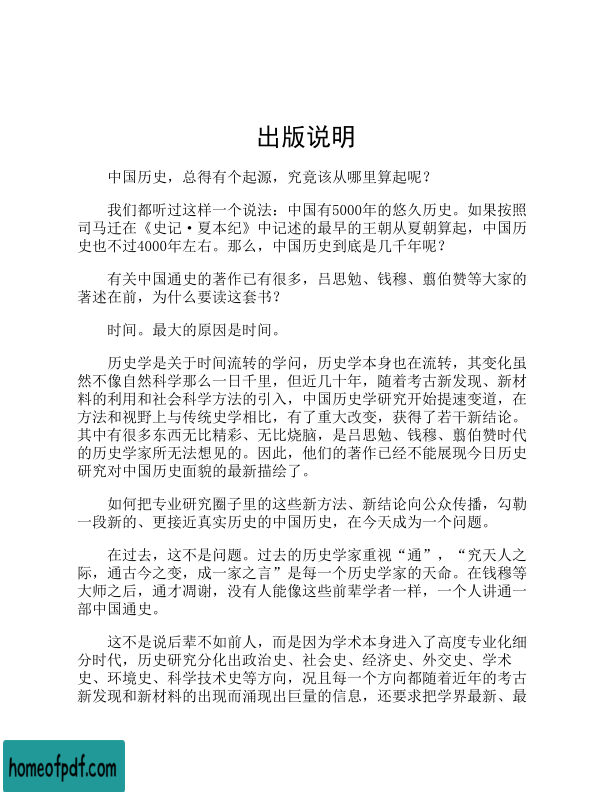 出版说明
中国历史，总得有个起源，究竟该从哪里算起呢？
我们都听过这样一个说法：中国有5000年的悠久历史。如果按照
司马迁在《史记·夏本纪》中记述的最早的王朝从夏朝算起，中国历
史也不过4000年左右。那么，中国历史到底是几千年呢？
有关中国通史的著作已有很多，吕思勉、钱穆、翦伯赞等大家的
著述在前，为什么要读这套书？
时间。最大的原因是时间。
历史学是关于时间流转的学问，历史学本身也在流转，其变化虽
然不像自然科学那么一日千里，但近几十年，随着考古新发现、新材
料的利用和社会科学方法的引入，中国历史学研究开始提速变道，在
方法和视野上与传统史学相比，有了重大改变，获得了若干新结论。
其中有很多东西无比精彩、无比烧脑，是吕思勉、钱穆、翦伯赞时代
的历史学家所无法想见的。因此，他们的著作已经不能展现今日历史
研究对中国历史面貌的最新描绘了。
如何把专业研究圈子里的这些新方法、新结论向公众传播，勾勒
一段新的、更接近真实历史的中国历史，在今天成为一个问题。
在过去，这不是问题。过去的历史学家重视“通”，“究天人之
际，通古今之变，成一家之言”是每一个历史学家的天命。在钱穆等
大师之后，通才凋谢，没有人能像这些前辈学者一样，一个人讲通一
部中国通史。
这不是说后辈不如前人，而是因为学术本身进入了高度专业化细
分时代，历史研究分化出政治史、社会史、经济史、外交史、学术
史、环境史、科学技术史等方向，况且每一个方向都随着近年的考古
新发现和新材料的出现而涌现出巨量的信息，还要求把学界最新、最
homeofpdf.com